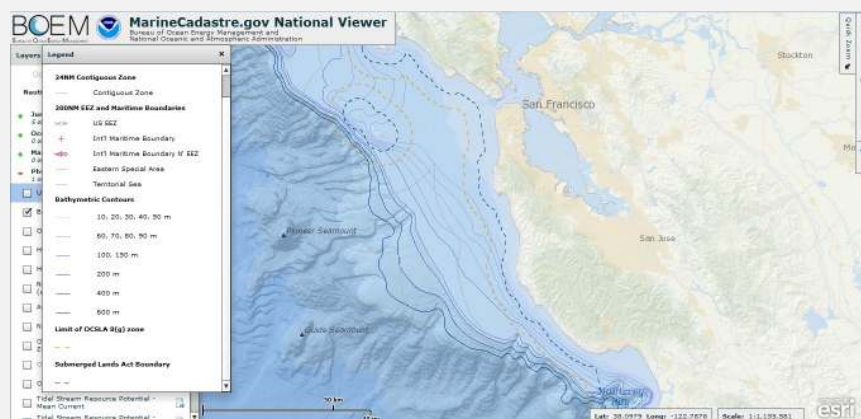 BOEM
MarineCadastre.gov National Viewer
Bureau of Ocean Energy Management and
National Oceanic and Atmospheric Administration
Layers
Legend
24NM Contiguous Zone
Contiguous Zone
200NM EEZ and Maritime Boundaries
US EEZ
Int'l Maritime Boundary
Int'l Maritime Boundary N' EEZ
Eastern Special Area
Territorial Sea
Bathymetric Contours
10, 20, 30, 40, 50 m
60, 70, 80, 90 m
100, 150 m
200 m
400 m
600 m
Limit of OCSLA 8(g) zone
Submerged Lands Act Boundary
Tidal Stream Resource Potential -
Mean Current
Tidal Stream Resource Potential -
Quick Zoom
Stockton
San Francisco
San Jose
Pioneer Seamount
Guide Seamount
Monterey
50 km
Lat: 38.0979 Long: -122.7878
Scale: 1:1,155,581
esri